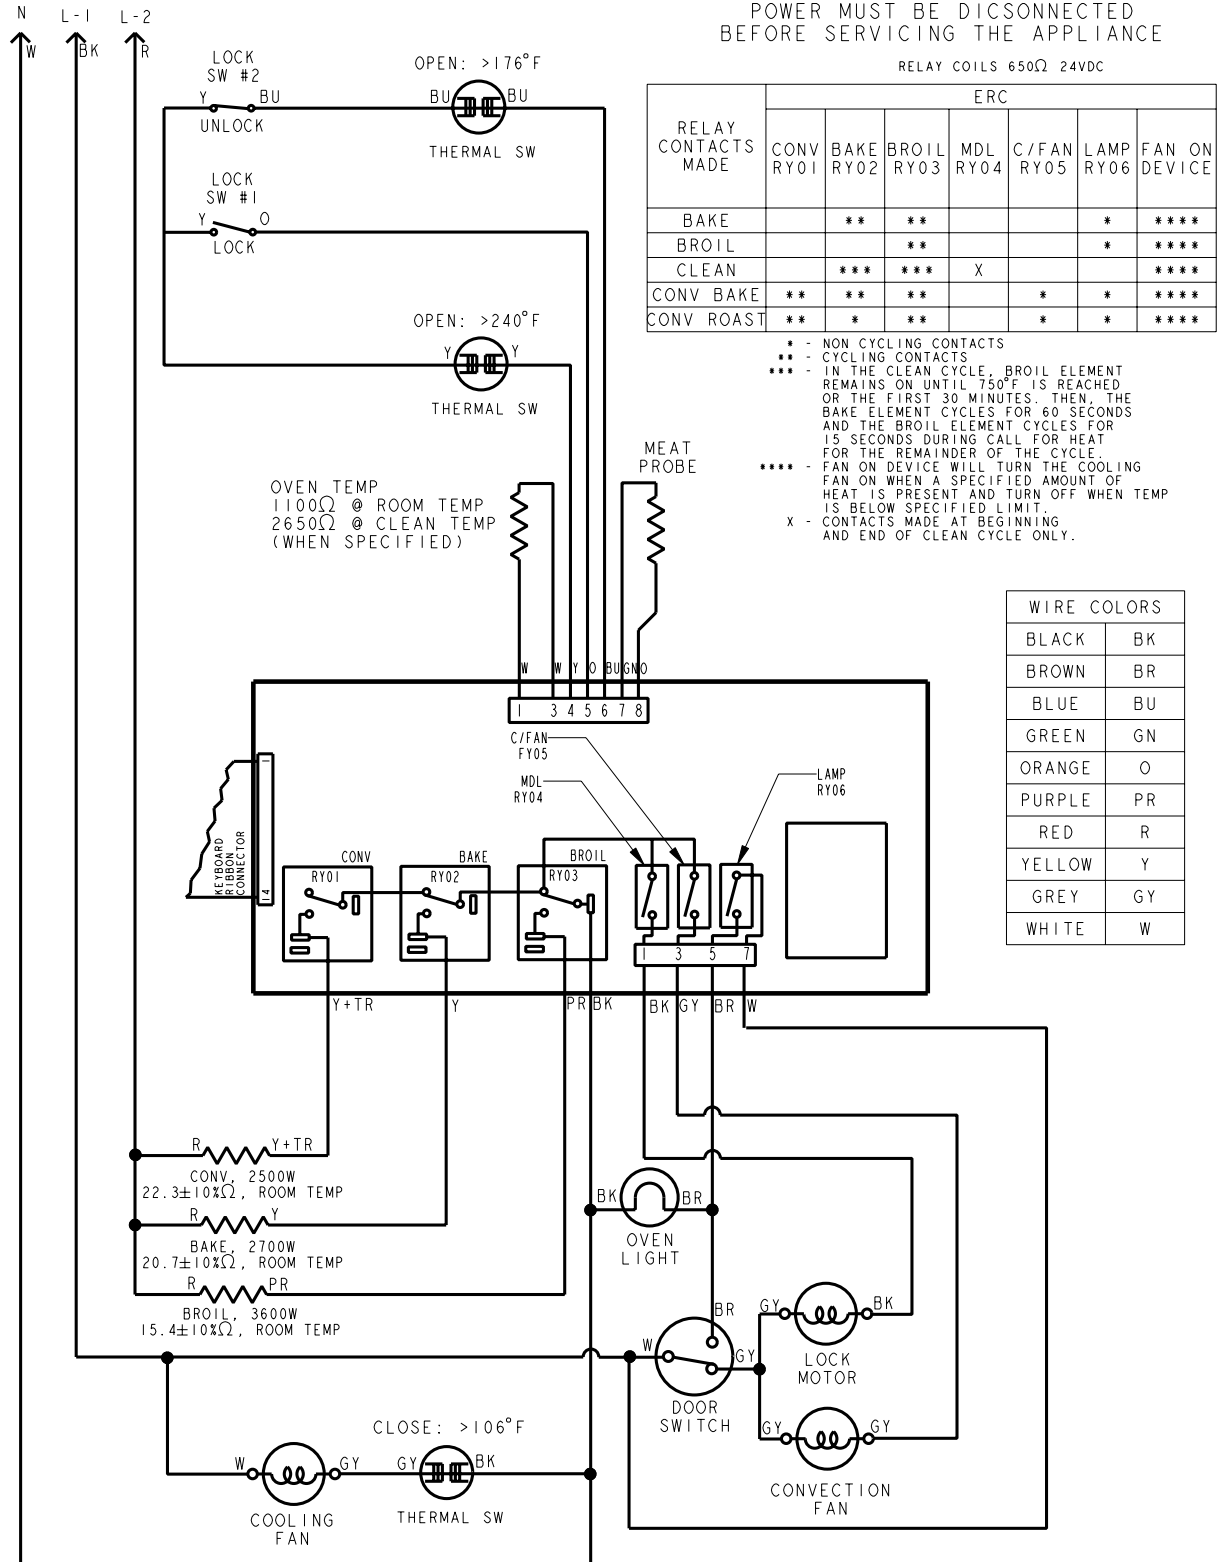 N
L-1
L-2
W
BK
R
POWER MUST BE DICSONNECTED
BEFORE SERVICING THE APPLIANCE
RELAY COILS 650Ω 24VDC
LOCK
SW #2
Y
BU
UNLOCK
OPEN: >176°F
BU
BU
THERMAL SW
LOCK
SW #1
Y
O
LOCK
OPEN: >240°F
Y
Y
THERMAL SW
ERC
RELAY
CONTACTS
MADE
CONV
RY01
BAKE
RY02
BROIL
RY03
MDL
RY04
C/FAN
RY05
LAMP
RY06
FAN ON
DEVICE
BAKE ** ** * ****
BROIL ** * ****
CLEAN *** *** X ****
CONV BAKE ** ** ** * * ****
CONV ROAST ** * ** * * ****
* - NON CYCLING CONTACTS
** - CYCLING CONTACTS
*** - IN THE CLEAN CYCLE, BROIL ELEMENT
REMAINS ON UNTIL 750°F IS REACHED
OR THE FIRST 30 MINUTES. THEN, THE
BAKE ELEMENT CYCLES FOR 60 SECONDS
AND THE BROIL ELEMENT CYCLES FOR
15 SECONDS DURING CALL FOR HEAT
FOR THE REMAINDER OF THE CYCLE.
**** - FAN ON DEVICE WILL TURN THE COOLING
FAN ON WHEN A SPECIFIED AMOUNT OF
HEAT IS PRESENT AND TURN OFF WHEN TEMP
IS BELOW SPECIFIED LIMIT.
X - CONTACTS MADE AT BEGINNING
AND END OF CLEAN CYCLE ONLY.
MEAT
PROBE
OVEN TEMP
1100Ω @ ROOM TEMP
2650Ω @ CLEAN TEMP
(WHEN SPECIFIED)
WIRE COLORS
BLACK BK
BROWN BR
BLUE BU
GREEN GN
ORANGE O
PURPLE PR
RED R
YELLOW Y
GREY GY
WHITE W
W W Y O BU GN O
1 3 4 5 6 7 8
C/FAN
FY05
MDL
RY04
LAMP
RY06
1
KEYBOARD
RIBBON
CONNECTOR
14
CONV
RY01
BAKE
RY02
BROIL
RY03
1 3 5 7
Y+TR
Y
PR
BK
BK
GY
BR
W
R
Y+TR
CONV, 2500W
22.3±10%Ω, ROOM TEMP
R
Y
BAKE, 2700W
20.7±10%Ω, ROOM TEMP
R
PR
BROIL, 3600W
15.4±10%Ω, ROOM TEMP
BK
BR
OVEN
LIGHT
BR
W
GY
DOOR
SWITCH
GY
BK
LOCK
MOTOR
GY
GY
CONVECTION
FAN
CLOSE: >106°F
W
GY
GY
BK
COOLING
FAN
THERMAL SW